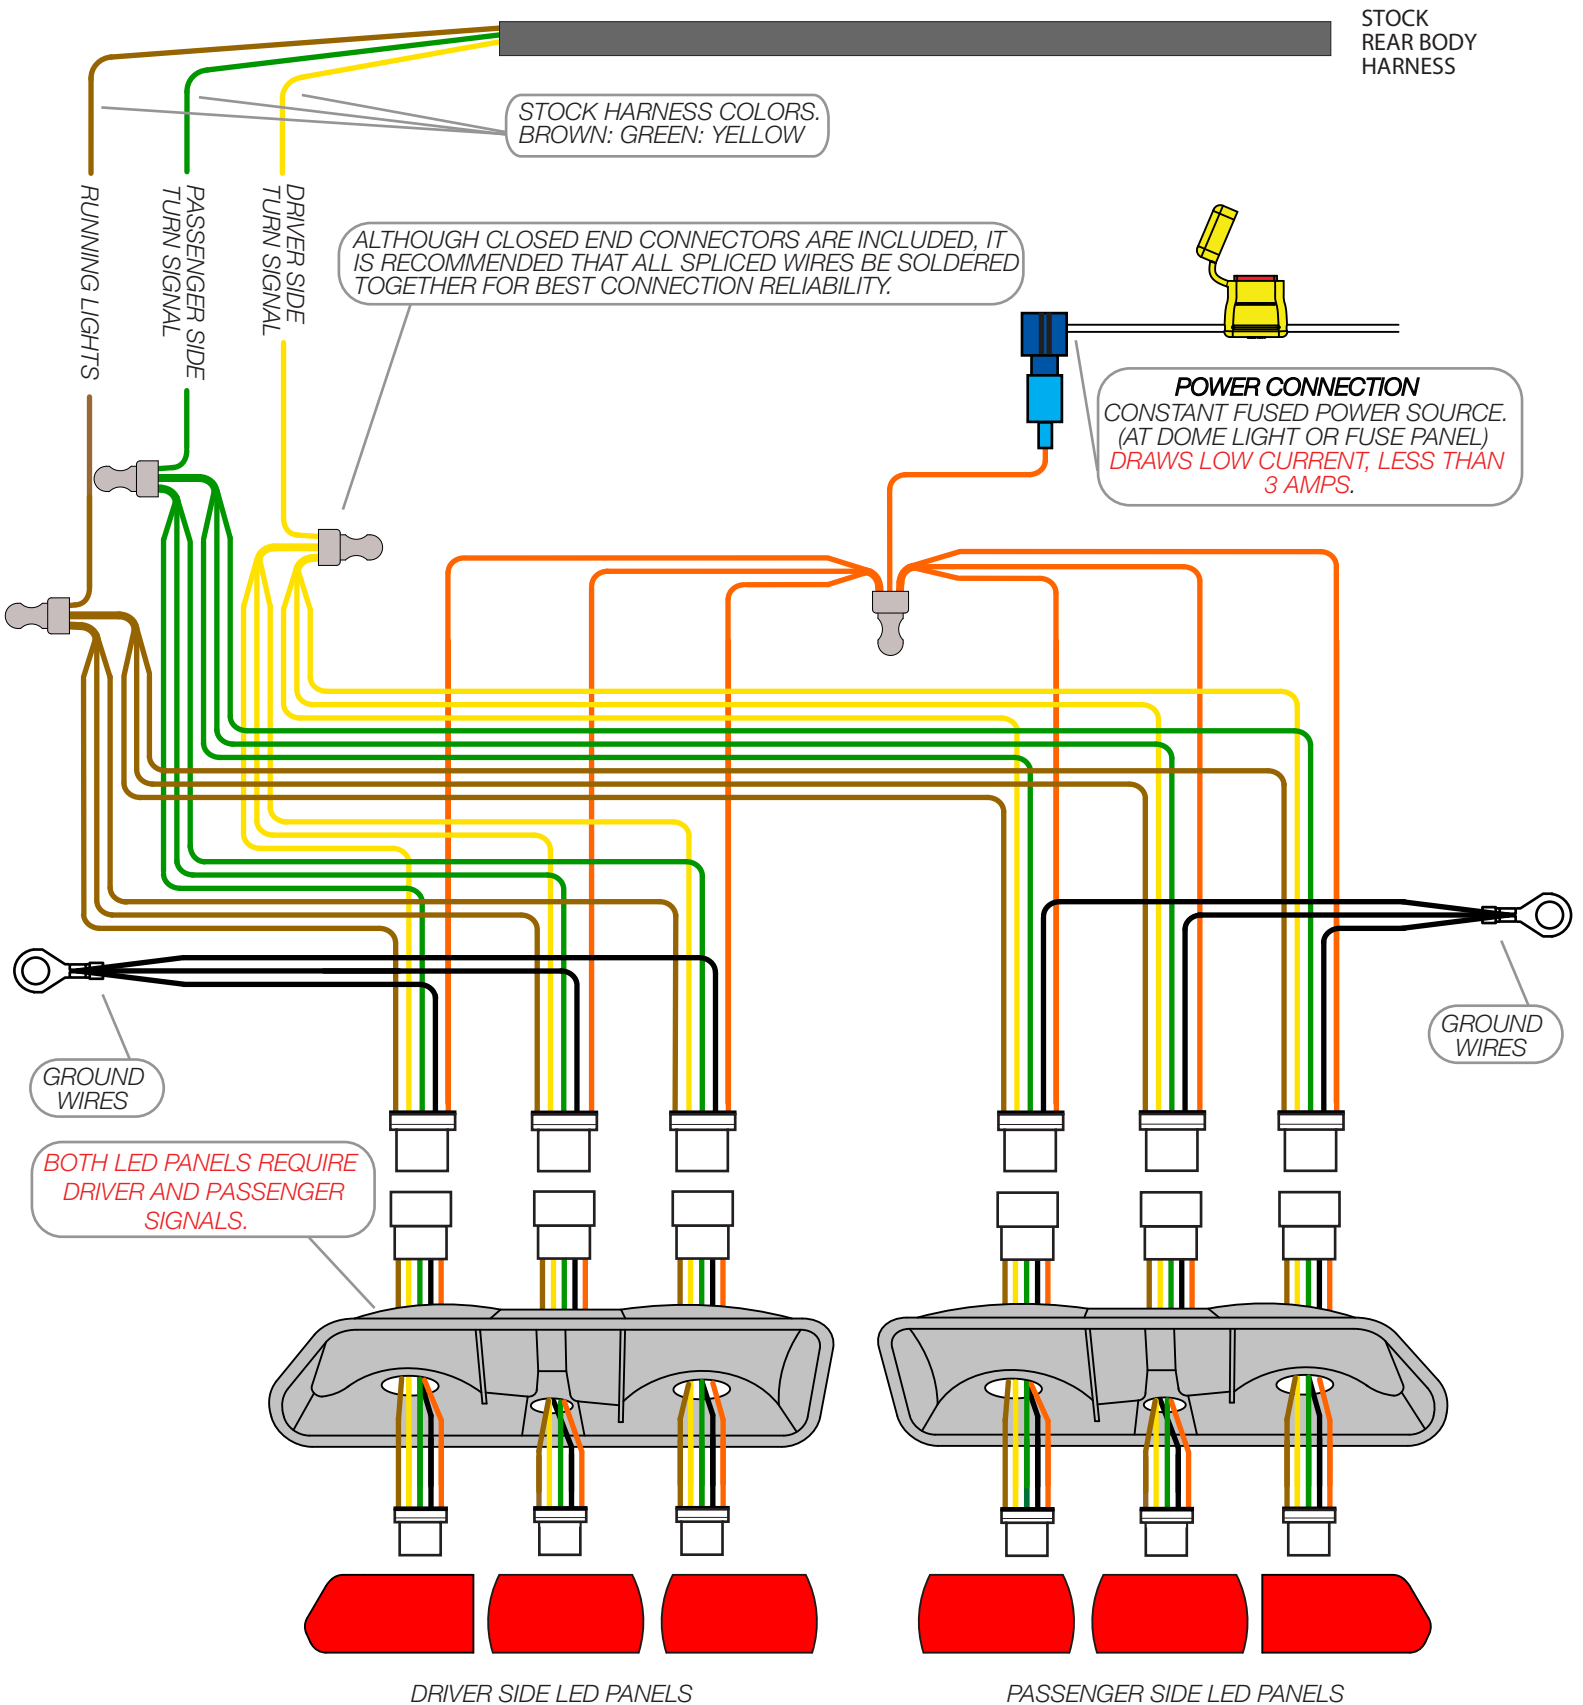 STOCK
REAR BODY
HARNESS
STOCK HARNESS COLORS.
BROWN: GREEN: YELLOW
RUNNING LIGHTS
PASSENGER SIDE
TURN SIGNAL
DRIVER SIDE
TURN SIGNAL
ALTHOUGH CLOSED END CONNECTORS ARE INCLUDED, IT
IS RECOMMENDED THAT ALL SPLICED WIRES BE SOLDERED
TOGETHER FOR BEST CONNECTION RELIABILITY.
POWER CONNECTION
CONSTANT FUSED POWER SOURCE.
(AT DOME LIGHT OR FUSE PANEL)
DRAWS LOW CURRENT, LESS THAN
3 AMPS.
GROUND
WIRES
GROUND
WIRES
BOTH LED PANELS REQUIRE
DRIVER AND PASSENGER
SIGNALS.
DRIVER SIDE LED PANELS
PASSENGER SIDE LED PANELS